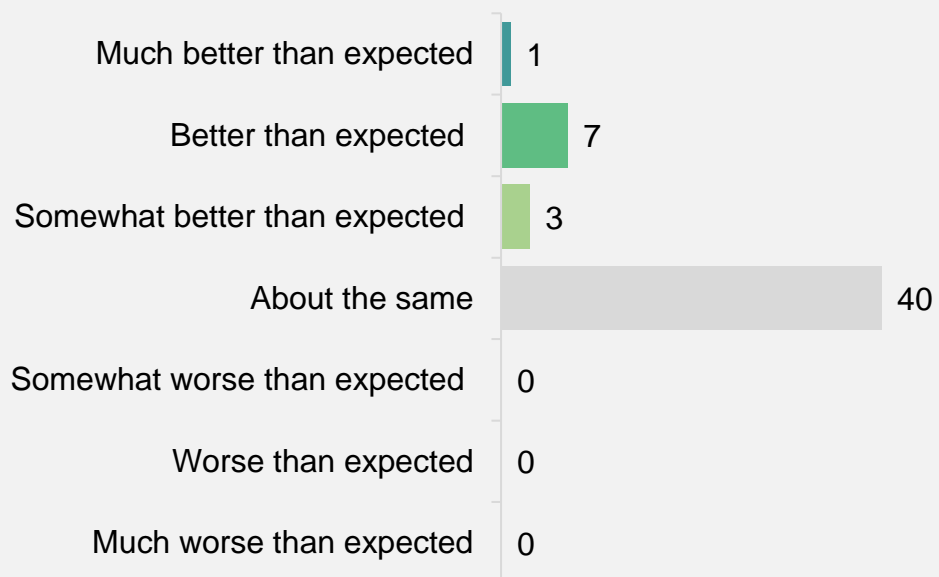 Much better than expected 1
Better than expected 7
Somewhat better than expected 3
About the same 40
Somewhat worse than expected 0
Worse than expected 0
Much worse than expected 0